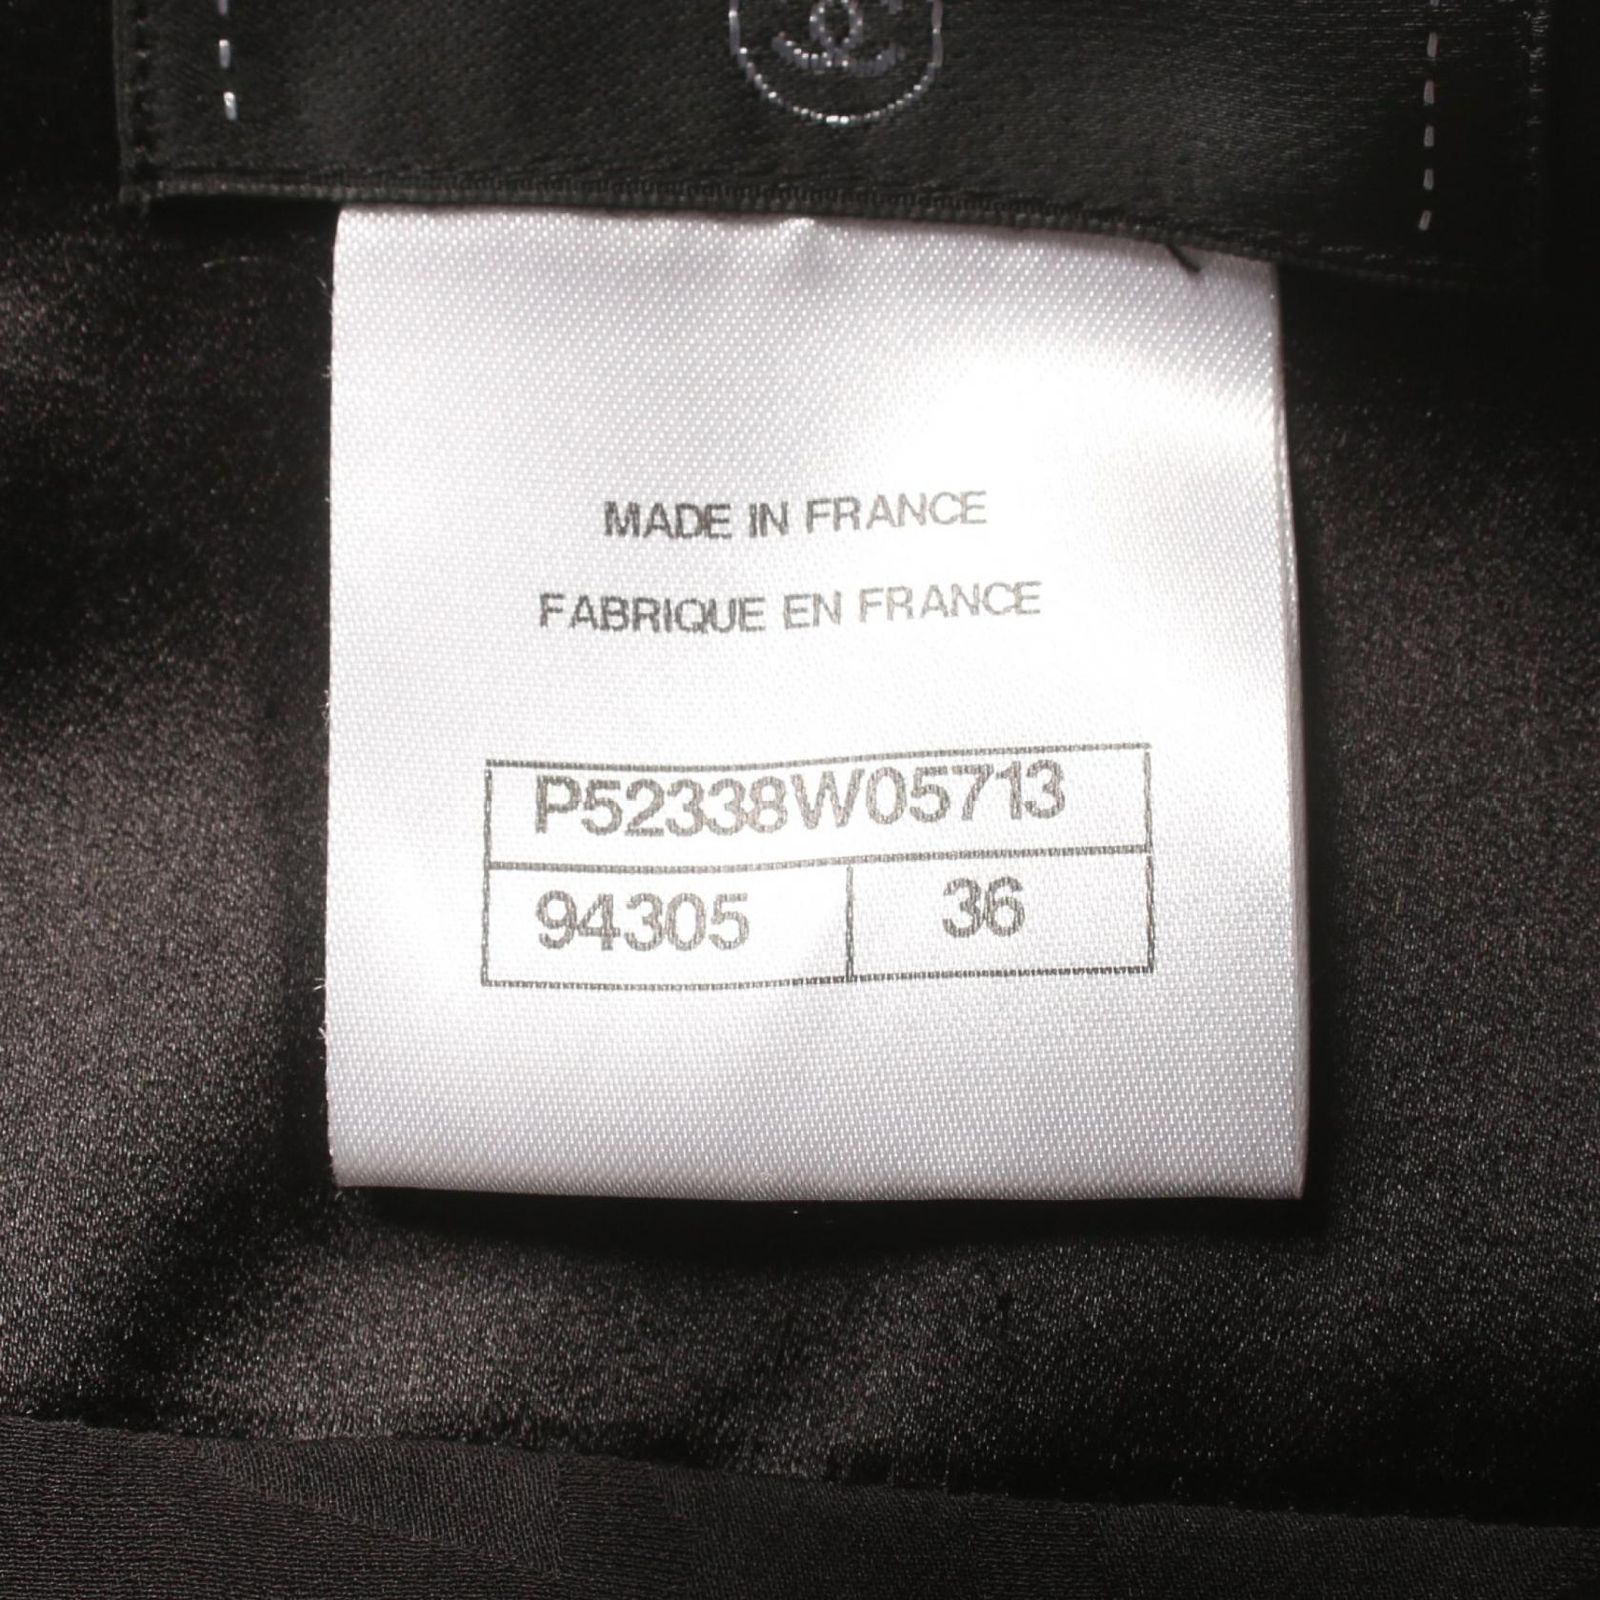 MADE IN FRANCE
FABRIQUE EN FRANCE
P52338W05713
94305 36